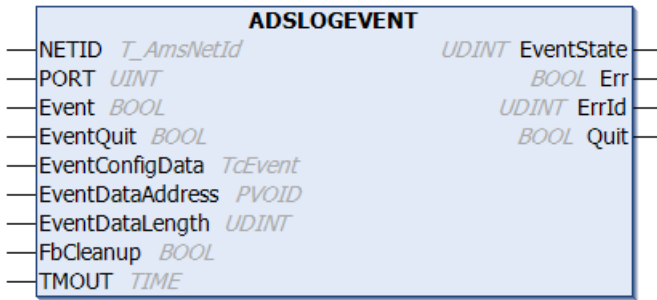 ADSLOGEVENT
NETID T_AmsNetId UDINT EventState
PORT UINT BOOL Err
Event BOOL UDINT ErrId
EventQuit BOOL BOOL Quit
EventConfigData TcEvent
EventDataAddress PVOID
EventDataLength UDINT
FbCleanup BOOL
TMOUT TIME